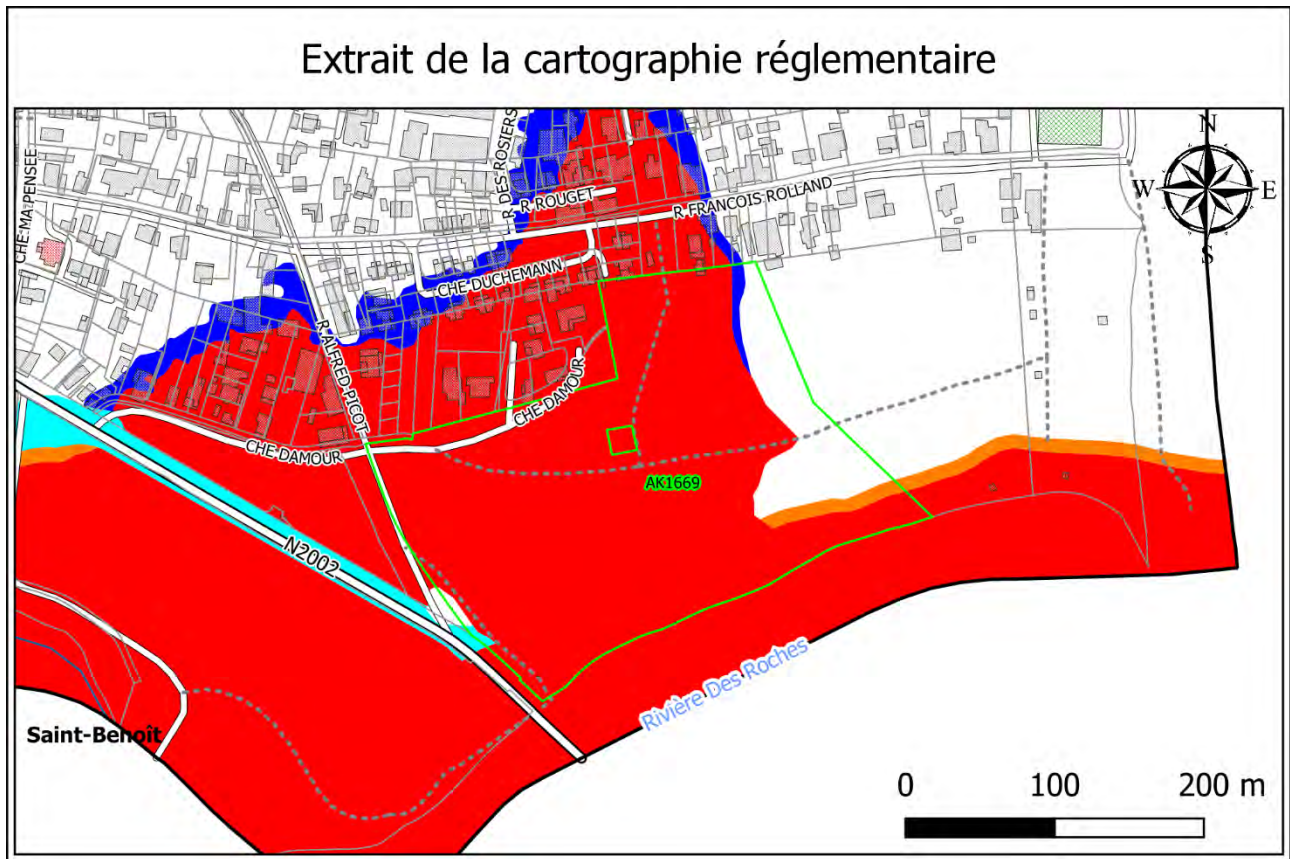 Extrait de la cartographie réglementaire
N
W
E
S
CHE-MA-PENSEE
R DES ROSIERS
R ROUGET
R FRANCOIS ROLLAND
CHE DUCHEMANN
R ALFRED-PICOT
CHE DAMOUR
CHE DAMOUR
AK1669
N2002
Rivière Des Roches
Saint-Benoît
0 100 200 m